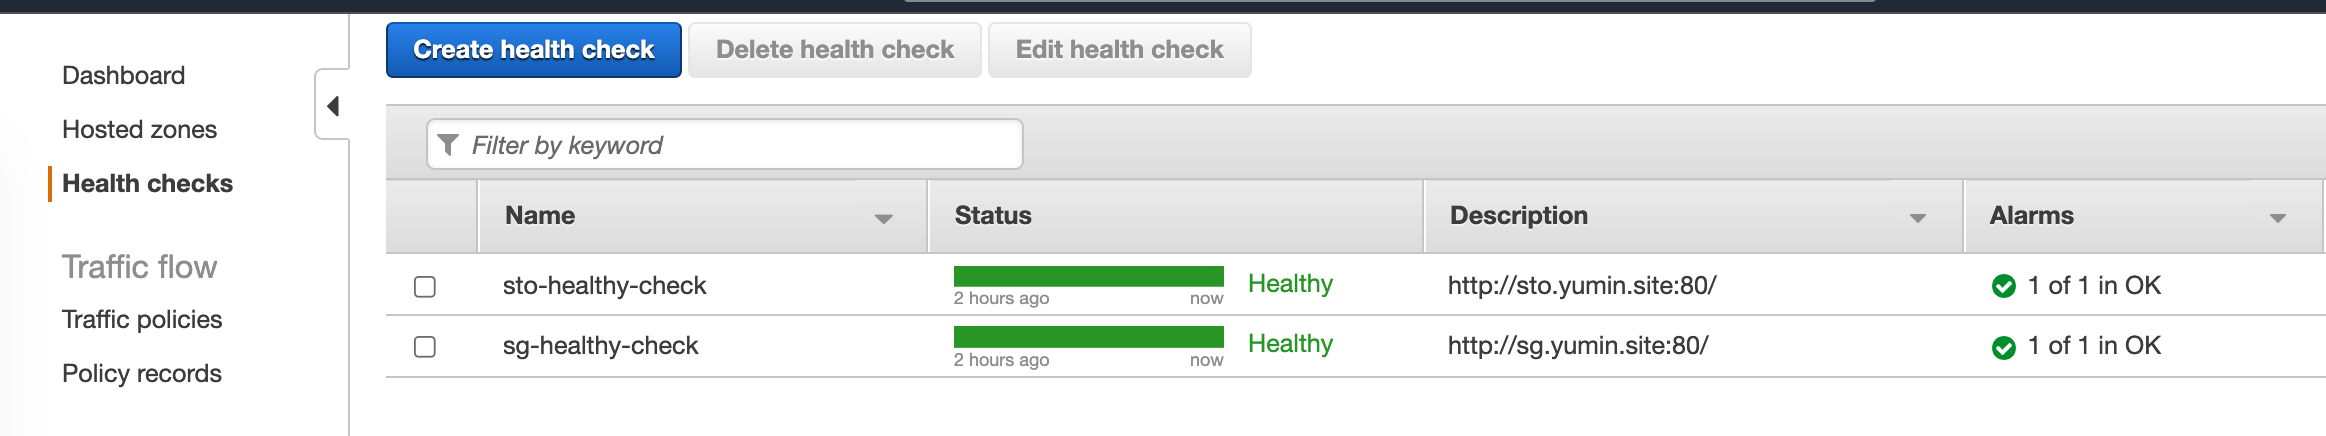 Dashboard
Hosted zones
Health checks
Traffic flow
Traffic policies
Policy records
Create health check
Delete health check
Edit health check
Filter by keyword
Name
Status
Description
Alarms
sto-healthy-check
2 hours ago
now
Healthy
http://sto.yumin.site:80/
1 of 1 in OK
sg-healthy-check
2 hours ago
now
Healthy
http://sg.yumin.site:80/
1 of 1 in OK